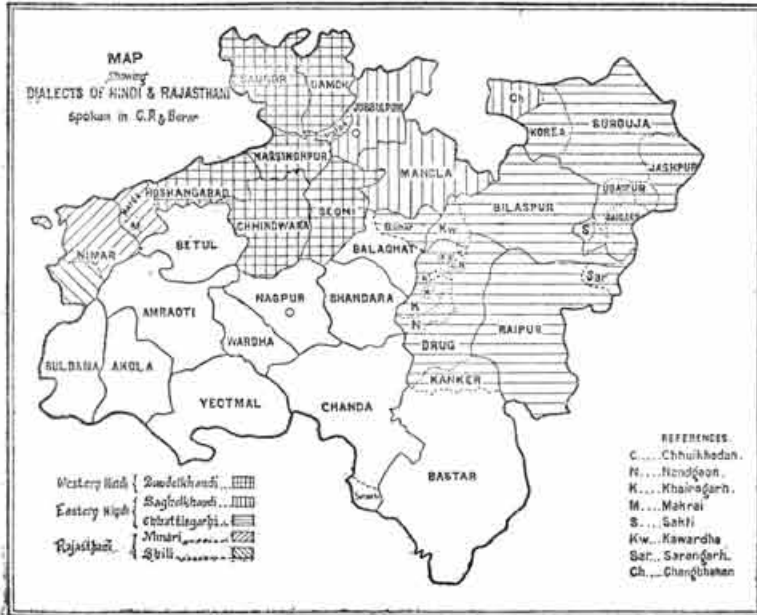 MAP
Showing
DIALECTS OF HINDI & RAJASTHANI
spoken in C.P. & Berar
SAUGOR
DAMOH
JUBBULPORE
Ch
KOREA
SURGUJA
JASHPUR
UDAIPUR
NARSINGHPUR
MANDLA
HOSHANGABAD
CHHINDWARA
SEONI
BILASPUR
M
BETUL
BALAGHAT
Kw
S
NIMAR
NAGPUR
BHANDARA
Sar
AMRAOTI
WARDHA
K
N
DRUG
RAIPUR
BULDANA
AKOLA
YEOTMAL
CHANDA
KANKER
BASTAR
REFERENCES.
C....Chhuikhadan.
N....Nandgaon.
K....Khairagarh.
M....Makrai
S....Sakti
Kw...Kawardha
Sar...Sarangarh.
Ch...Changbhakar
Western Hindi { Bundelkhandi
Eastern Hindi { Baghelkhandi
Chhattisgarhi
Rajasthani { Nimari
Bhili